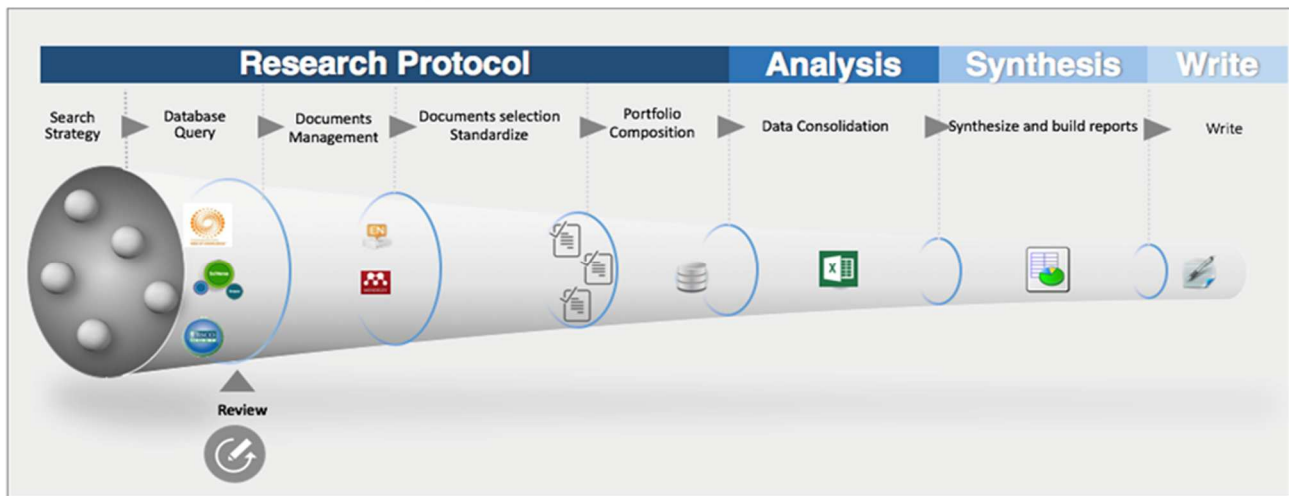 Research Protocol
Analysis
Synthesis
Write
Search
Strategy
Database
Query
Documents
Management
Documents selection
Standardize
Portfolio
Composition
Data Consolidation
Synthesize and build reports
Write
EN
Review